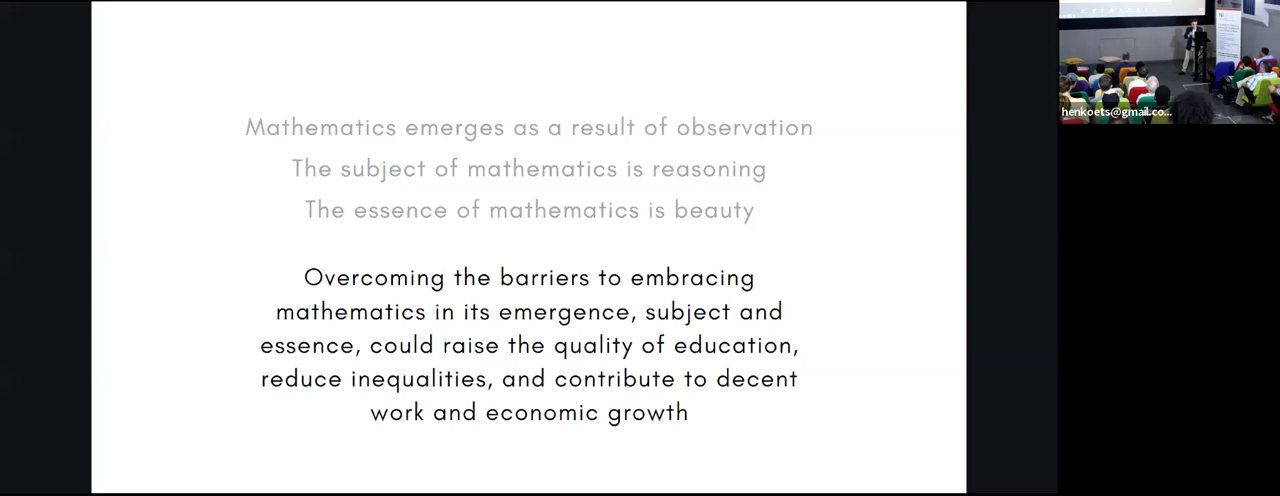 Mathematics emerges as a result of observation
The subject of mathematics is reasoning
The essence of mathematics is beauty
Overcoming the barriers to embracing
mathematics in its emergence, subject and
essence, could raise the quality of education,
reduce inequalities, and contribute to decent
work and economic growth
henkoets@gmail.co...